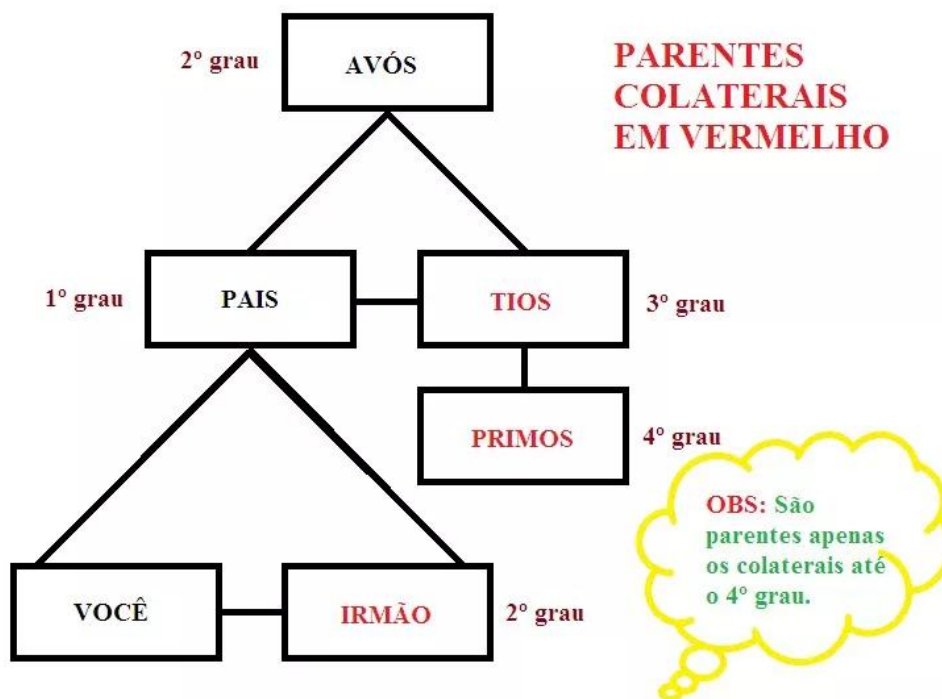 2º grau
AVÓS
PARENTES
COLATERAIS
EM VERMELHO
1º grau
PAIS
TIOS
3º grau
PRIMOS
4º grau
OBS: São
parentes apenas
os colaterais até
o 4º grau.
VOCÊ
IRMÃO
2º grau